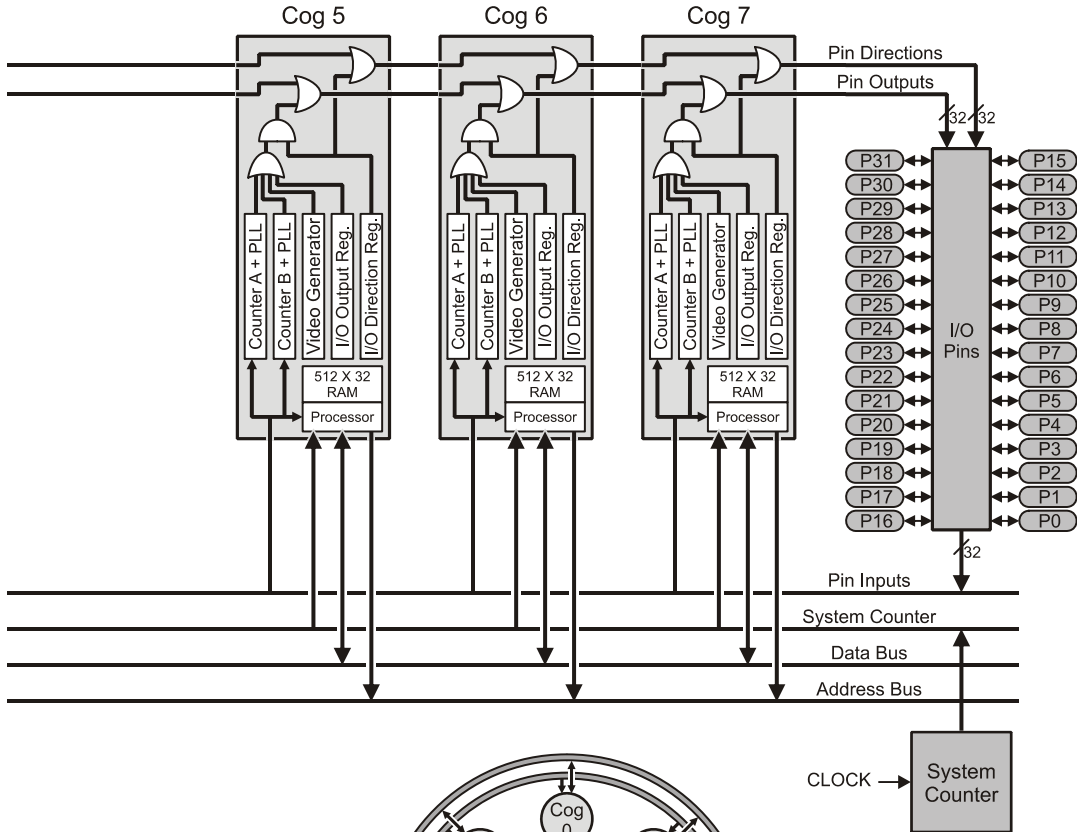 Cog 5
Cog 6
Cog 7
Pin Directions
Pin Outputs
32
32
Counter A + PLL
Counter B + PLL
Video Generator
I/O Output Reg.
I/O Direction Reg.
512 X 32
RAM
Processor
Counter A + PLL
Counter B + PLL
Video Generator
I/O Output Reg.
I/O Direction Reg.
512 X 32
RAM
Processor
Counter A + PLL
Counter B + PLL
Video Generator
I/O Output Reg.
I/O Direction Reg.
512 X 32
RAM
Processor
P31
P30
P29
P28
P27
P26
P25
P24
P23
P22
P21
P20
P19
P18
P17
P16
I/O
Pins
P15
P14
P13
P12
P11
P10
P9
P8
P7
P6
P5
P4
P3
P2
P1
P0
32
Pin Inputs
System Counter
Data Bus
Address Bus
CLOCK
System
Counter
Cog
0